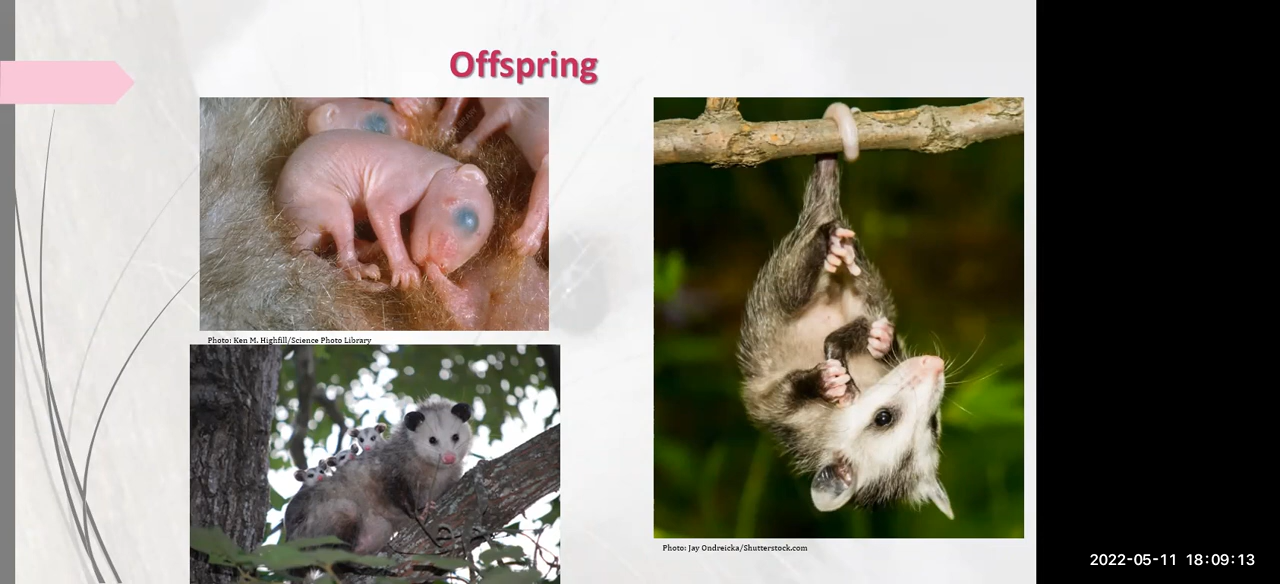 Offspring
Photo: Ken M. Highfill/Science Photo Library
Photo: Jay Ondreicka/Shutterstock.com
2022-05-11 18:09:13